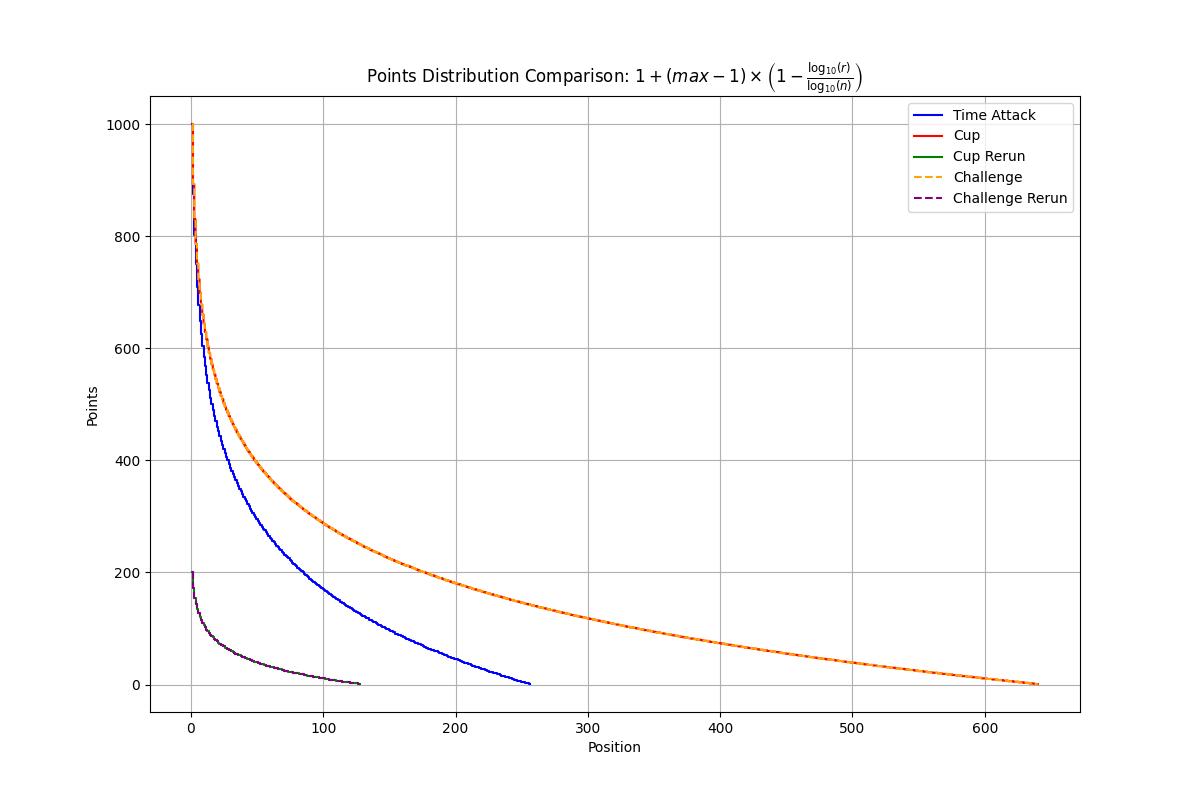 Points Distribution Comparison: 1 + (max − 1) × (1 − log₁₀(r)/log₁₀(n))
Time Attack
Cup
Cup Rerun
Challenge
Challenge Rerun
1000
800
600
400
200
0
Points
0 100 200 300 400 500 600
Position